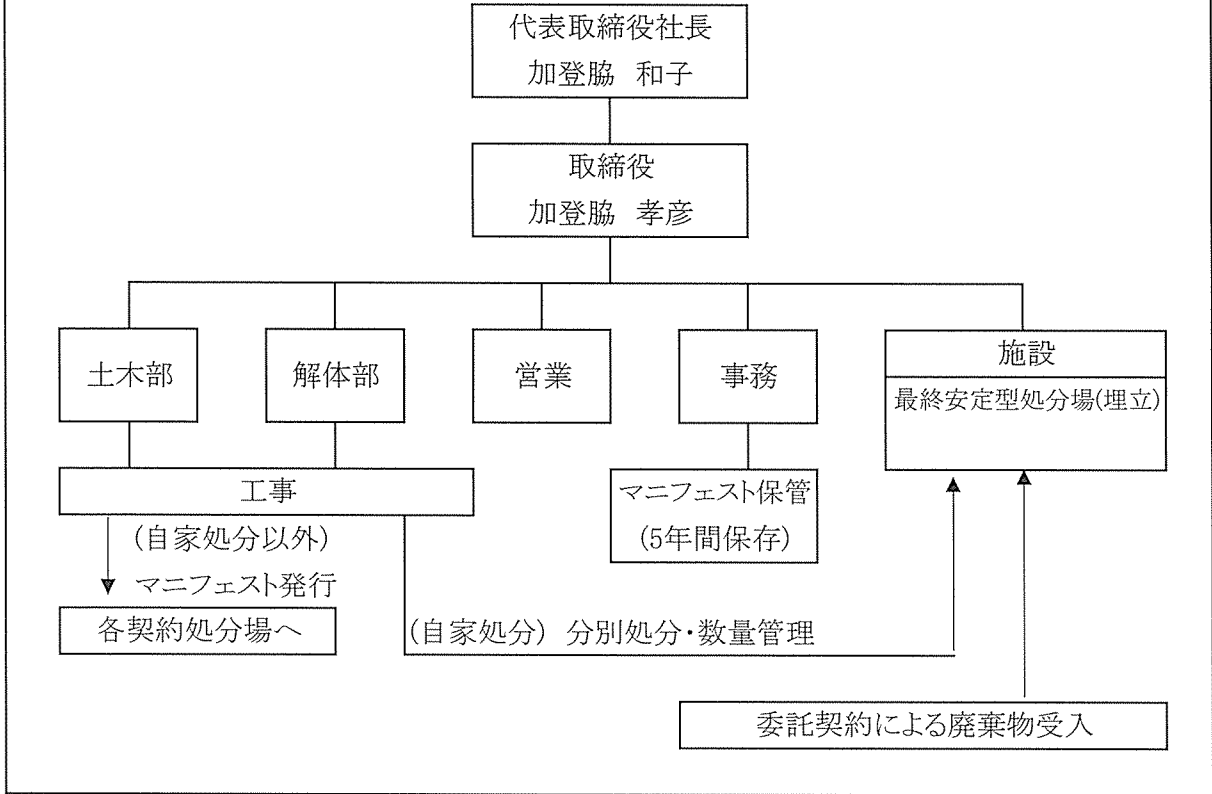 代表取締役社長
加登脇 和子
取締役
加登脇 孝彦
土木部
解体部
営業
事務
施設
最終安定型処分場(埋立)
工事
マニフェスト保管
(5年間保存)
(自家処分以外)
マニフェスト発行
各契約処分場へ
(自家処分) 分別処分・数量管理
委託契約による廃棄物受入